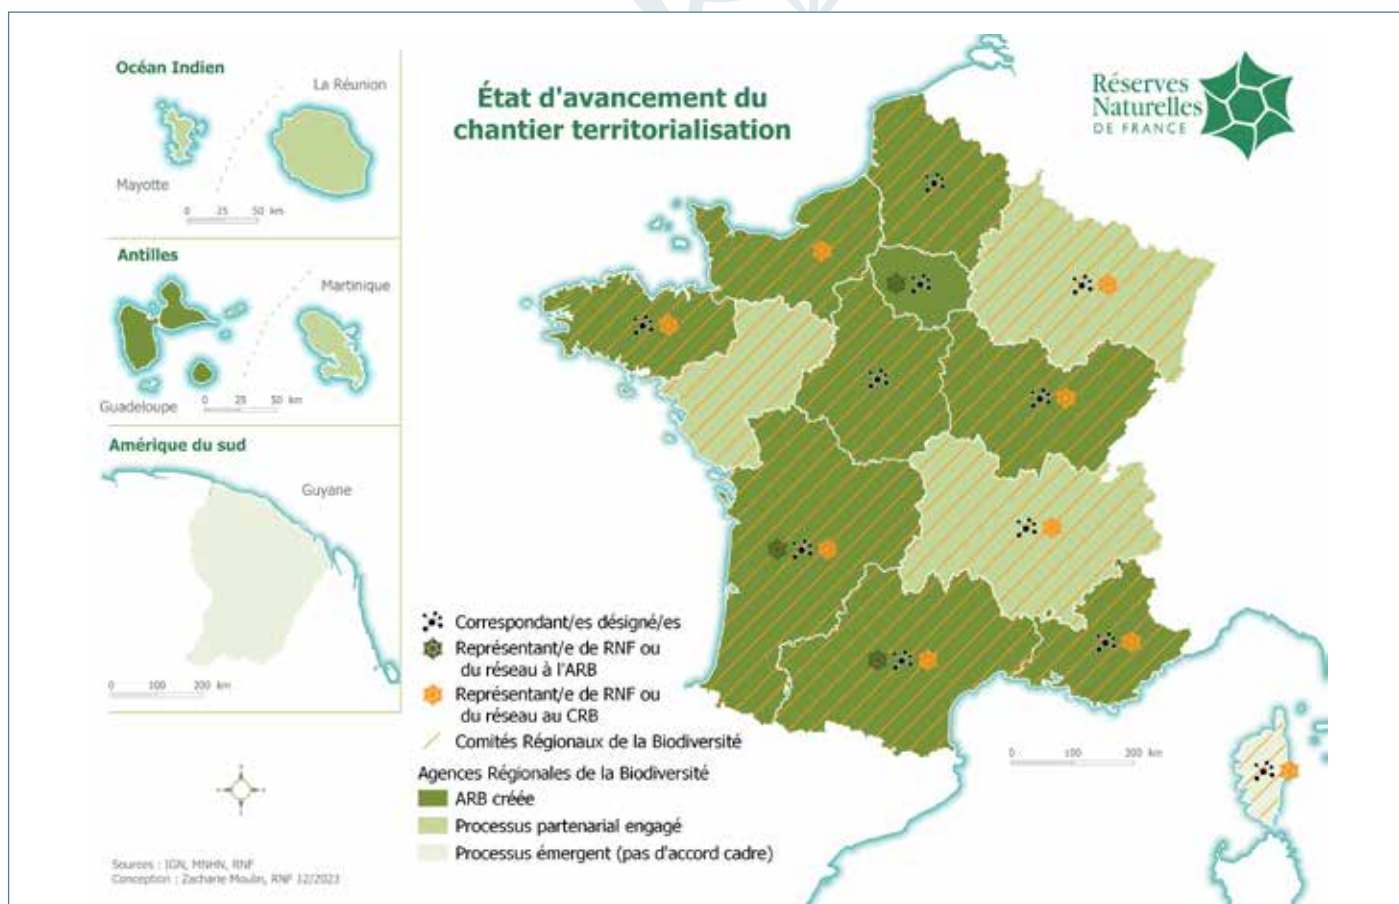 Océan Indien
La Réunion
Mayotte
0 25 50 km
Antilles
Martinique
Guadeloupe
0 25 50 km
Amérique du sud
Guyane
0 100 200 km
État d'avancement du
chantier territorialisation
Réserves
Naturelles
DE FRANCE
Correspondant/es désigné/es
Représentant/e de RNF ou
du réseau à l'ARB
Représentant/e de RNF ou
du réseau au CRB
Comités Régionaux de la Biodiversité
Agences Régionales de la Biodiversité
ARB créée
Processus partenarial engagé
Processus émergent (pas d'accord cadre)
0 100 200 km
Sources : IGN, MNHN, RNF
Conception : Zacharie Moulin, RNF 12/2023